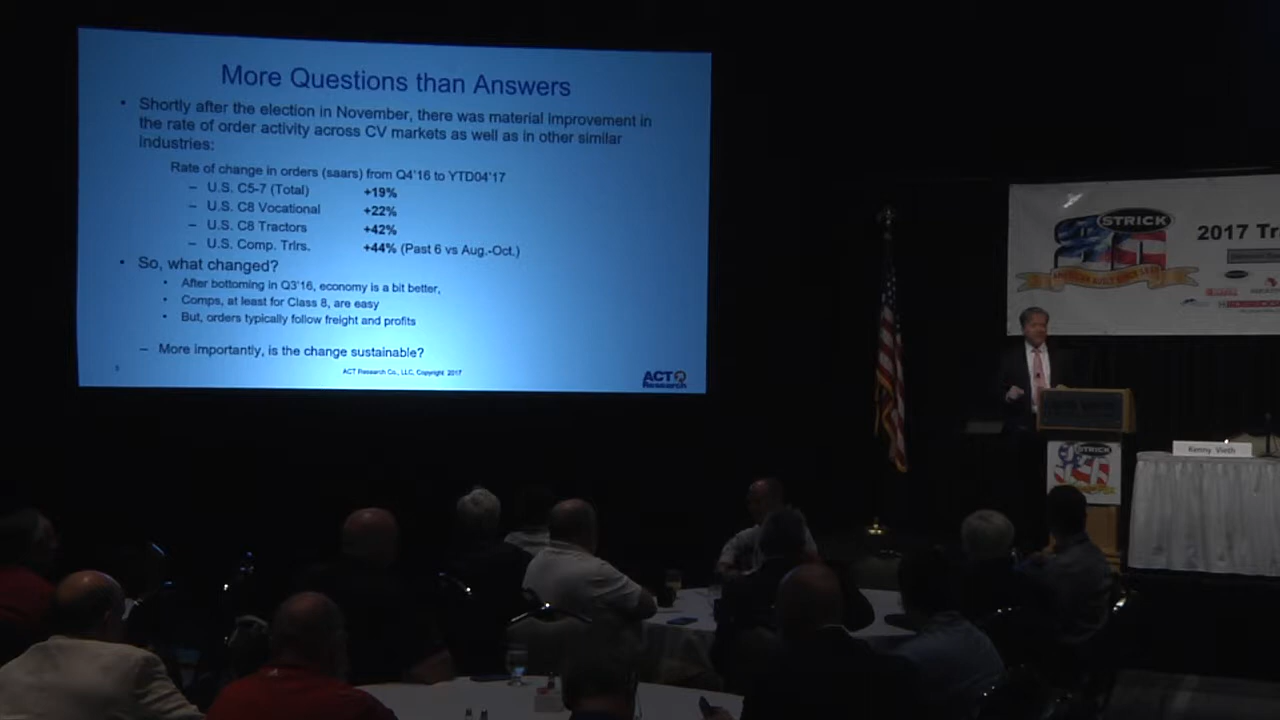 More Questions than Answers
• Shortly after the election in November, there was material improvement in
the rate of order activity across CV markets as well as in other similar
industries:
Rate of change in orders (saars) from Q4'16 to YTD04'17
– U.S. C5-7 (Total) +19%
– U.S. C8 Vocational +22%
– U.S. C8 Tractors +42%
– U.S. Comp. Trlrs. +44% (Past 6 vs Aug.-Oct.)
• So, what changed?
• After bottoming in Q3'16, economy is a bit better,
• Comps, at least for Class 8, are easy
• But, orders typically follow freight and profits
– More importantly, is the change sustainable?
ACT Research Co., LLC, Copyright 2017
ACT
Research
STRICK
2017 Tr
STRICK
Kenny Vieth